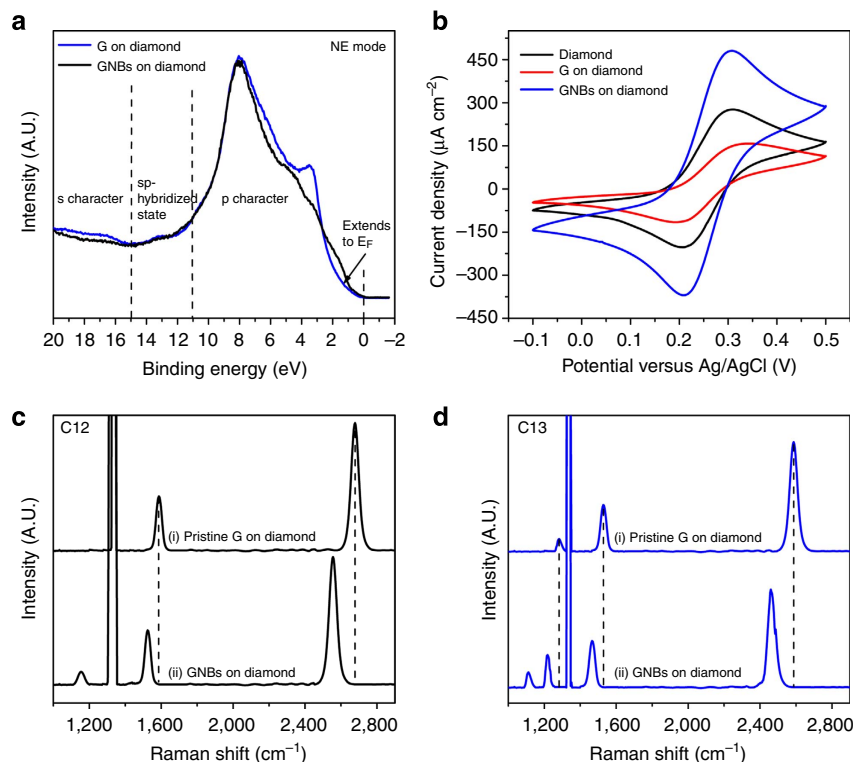 a
G on diamond
GNBs on diamond
NE mode
s character
sp-
hybridized
state
p character
Extends
to E_F
Intensity (A.U.)
20 18 16 14 12 10 8 6 4 2 0 −2
Binding energy (eV)
b
Diamond
G on diamond
GNBs on diamond
450
300
150
0
−150
−300
−450
Current density (μA cm⁻²)
−0.1 0.0 0.1 0.2 0.3 0.4 0.5
Potential versus Ag/AgCl (V)
c
C12
(i) Pristine G on diamond
(ii) GNBs on diamond
Intensity (A.U.)
1,200 1,600 2,000 2,400 2,800
Raman shift (cm⁻¹)
d
C13
(i) Pristine G on diamond
(ii) GNBs on diamond
Intensity (A.U.)
1,200 1,600 2,000 2,400 2,800
Raman shift (cm⁻¹)